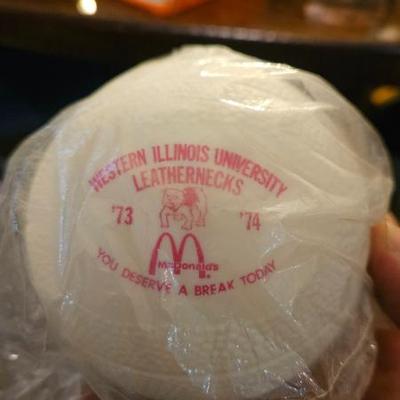 WESTERN ILLINOIS UNIVERSITY
LEATHERNECKS
'73 '74
McDonald's
YOU DESERVE A BREAK TODAY